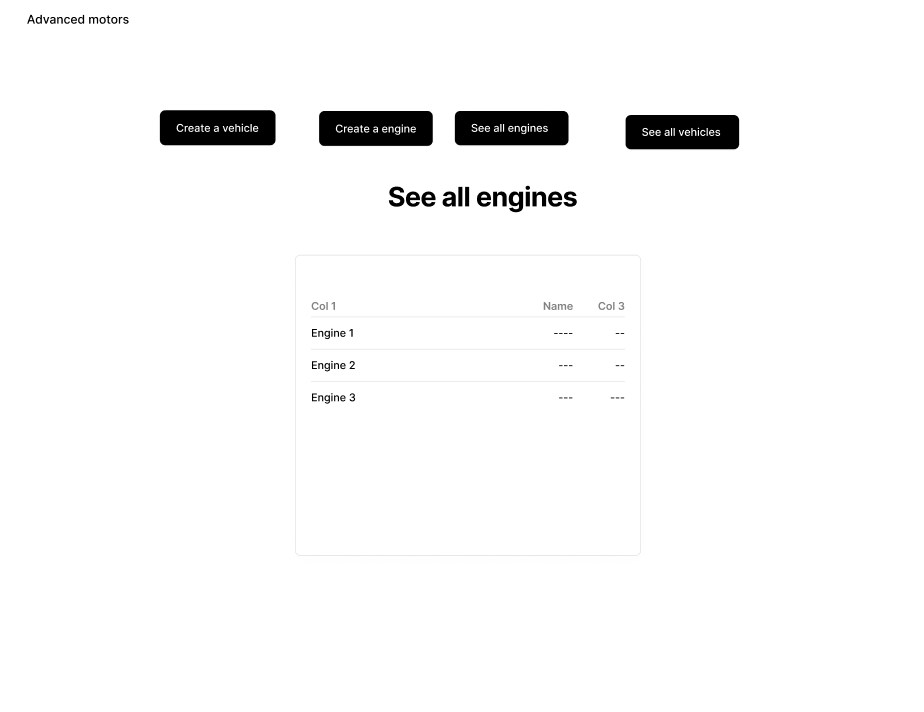 Advanced motors
Create a vehicle
Create a engine
See all engines
See all vehicles
See all engines
Col 1 Name Col 3
Engine 1 ---- --
Engine 2 --- --
Engine 3 --- ---